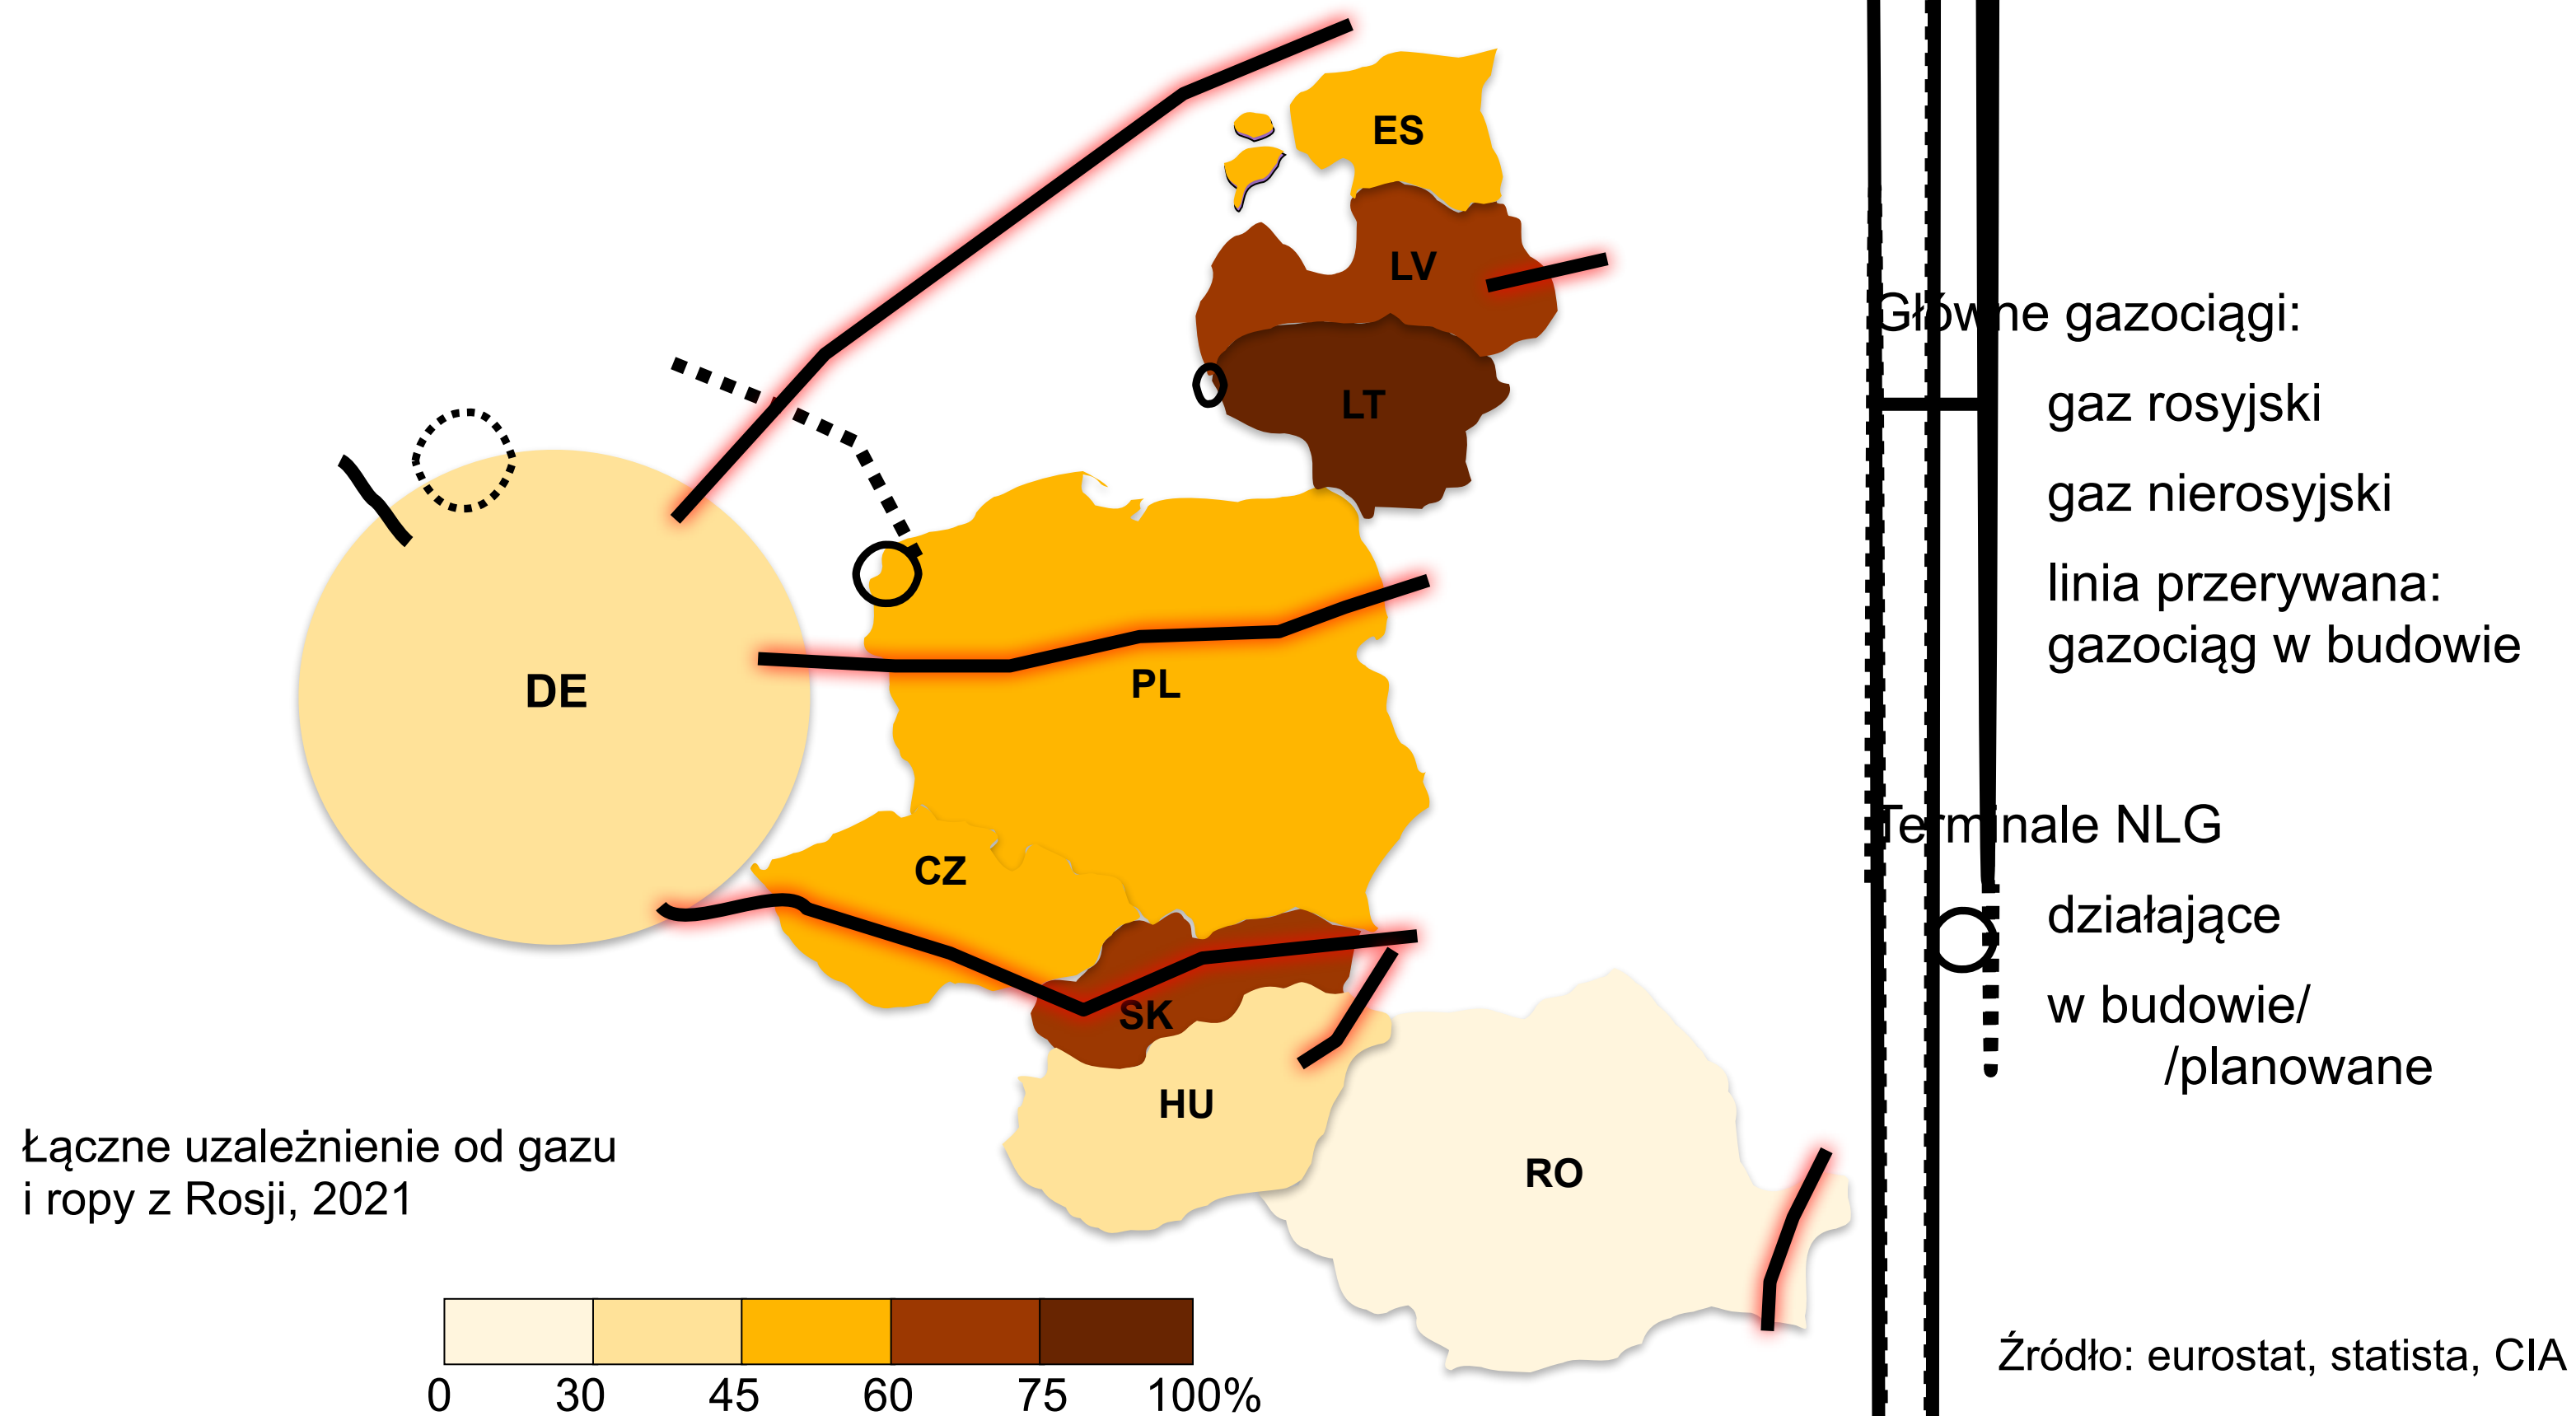 ES
LV
LT
DE
PL
CZ
SK
HU
RO
Główne gazociągi:
gaz rosyjski
gaz nierosyjski
linia przerywana:
gazociąg w budowie
Terminale NLG
działające
w budowie/
/planowane
Łączne uzależnienie od gazu
i ropy z Rosji, 2021
0 30 45 60 75 100%
Źródło: eurostat, statista, CIA